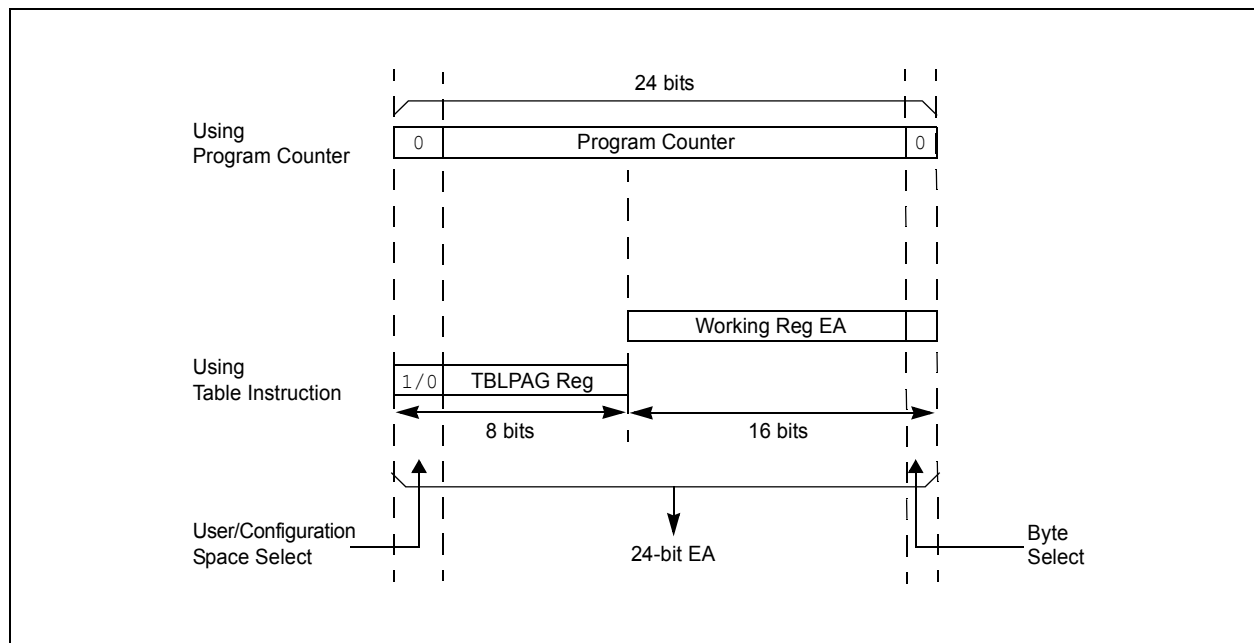 24 bits
Using
Program Counter
0
Program Counter
0
Working Reg EA
Using
Table Instruction
1/0
TBLPAG Reg
8 bits
16 bits
User/Configuration
Space Select
24-bit EA
Byte
Select